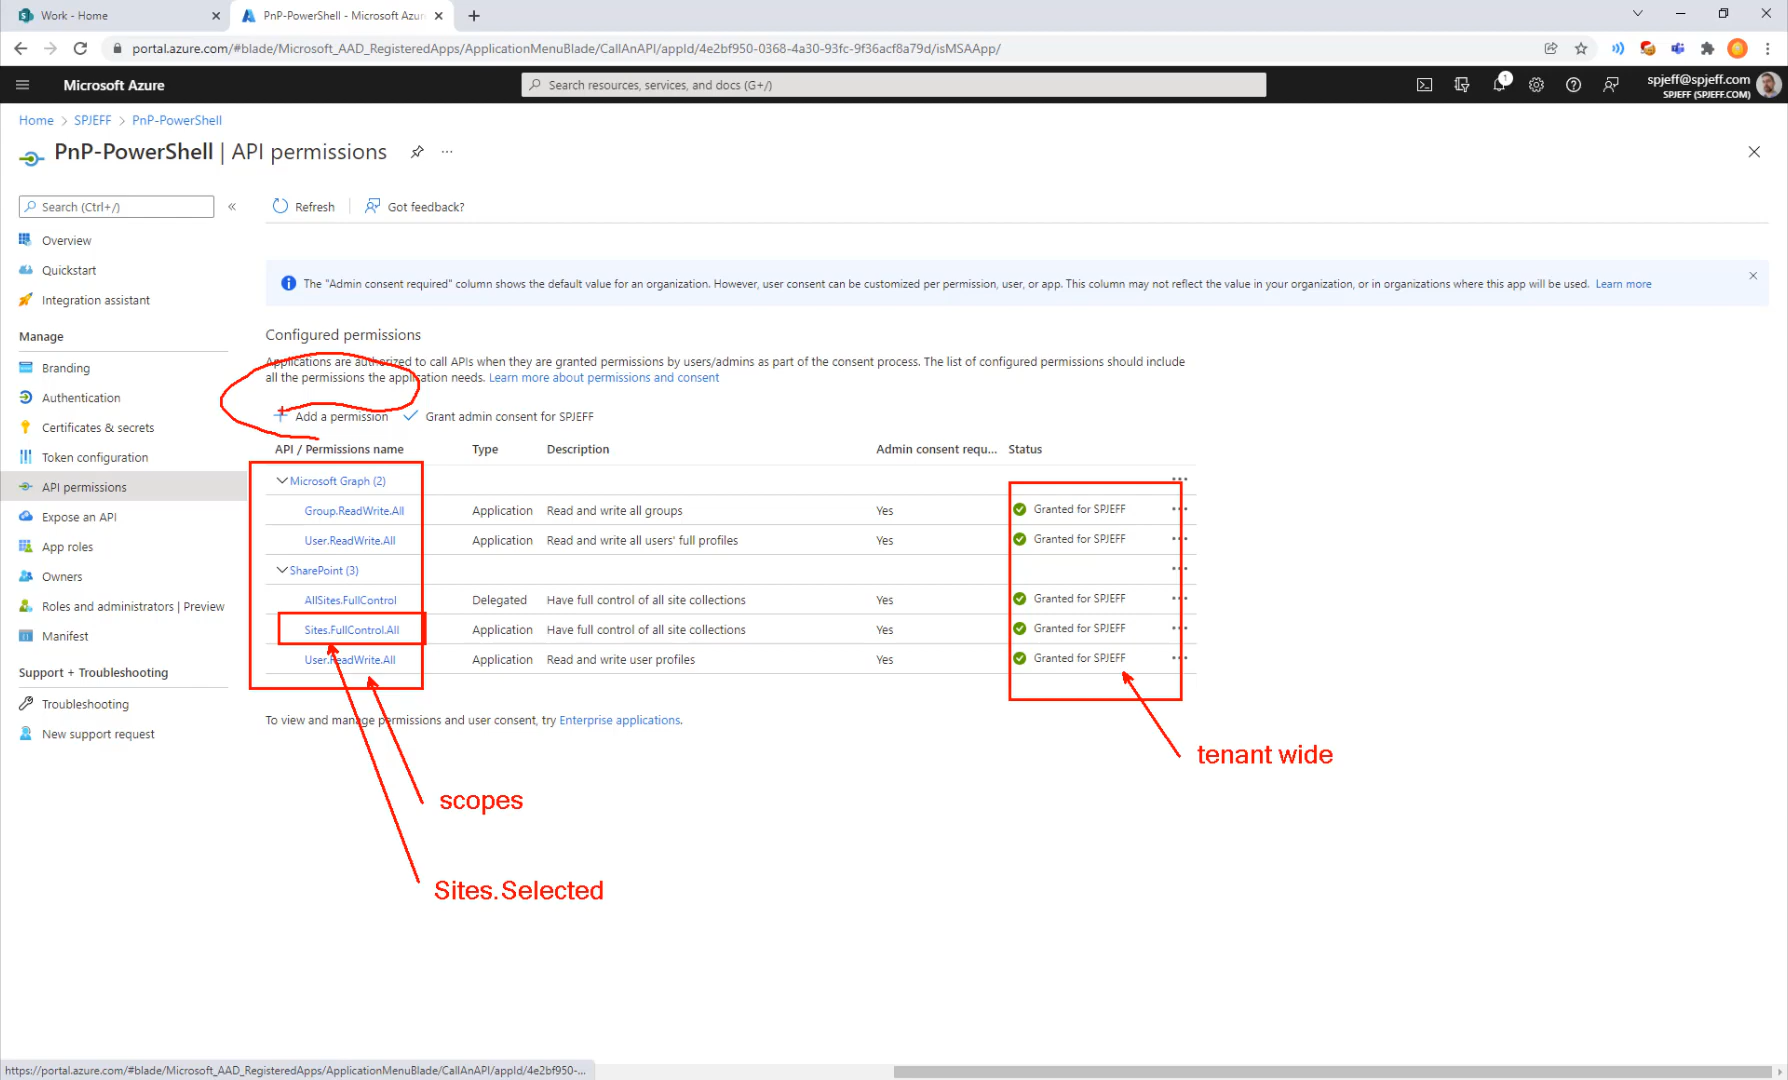 Work - Home
PnP-PowerShell - Microsoft Azur
portal.azure.com/#blade/Microsoft_AAD_RegisteredApps/ApplicationMenuBlade/CallAnAPI/appId/4e2bf950-0368-4a30-93fc-9f36acf8a79d/isMSAApp/
Microsoft Azure
Search resources, services, and docs (G+/)
1
spjeff@spjeff.com
SPJEFF (SPJEFF.COM)
Home > SPJEFF > PnP-PowerShell
PnP-PowerShell | API permissions
Search (Ctrl+/)
Refresh
Got feedback?
Overview
Quickstart
Integration assistant
Manage
Branding
Authentication
Certificates & secrets
Token configuration
API permissions
Expose an API
App roles
Owners
Roles and administrators | Preview
Manifest
Support + Troubleshooting
Troubleshooting
New support request
The "Admin consent required" column shows the default value for an organization. However, user consent can be customized per permission, user, or app. This column may not reflect the value in your organization, or in organizations where this app will be used. Learn more
Configured permissions
Applications are authorized to call APIs when they are granted permissions by users/admins as part of the consent process. The list of configured permissions should include
all the permissions the application needs. Learn more about permissions and consent
Add a permission
Grant admin consent for SPJEFF
API / Permissions name Type Description Admin consent requ... Status
Microsoft Graph (2)
Group.ReadWrite.All Application Read and write all groups Yes Granted for SPJEFF
User.ReadWrite.All Application Read and write all users' full profiles Yes Granted for SPJEFF
SharePoint (3)
AllSites.FullControl Delegated Have full control of all site collections Yes Granted for SPJEFF
Sites.FullControl.All Application Have full control of all site collections Yes Granted for SPJEFF
User.ReadWrite.All Application Read and write user profiles Yes Granted for SPJEFF
To view and manage permissions and user consent, try Enterprise applications.
tenant wide
scopes
Sites.Selected
https://portal.azure.com/#blade/Microsoft_AAD_RegisteredApps/ApplicationMenuBlade/CallAnAPI/appId/4e2bf950-...